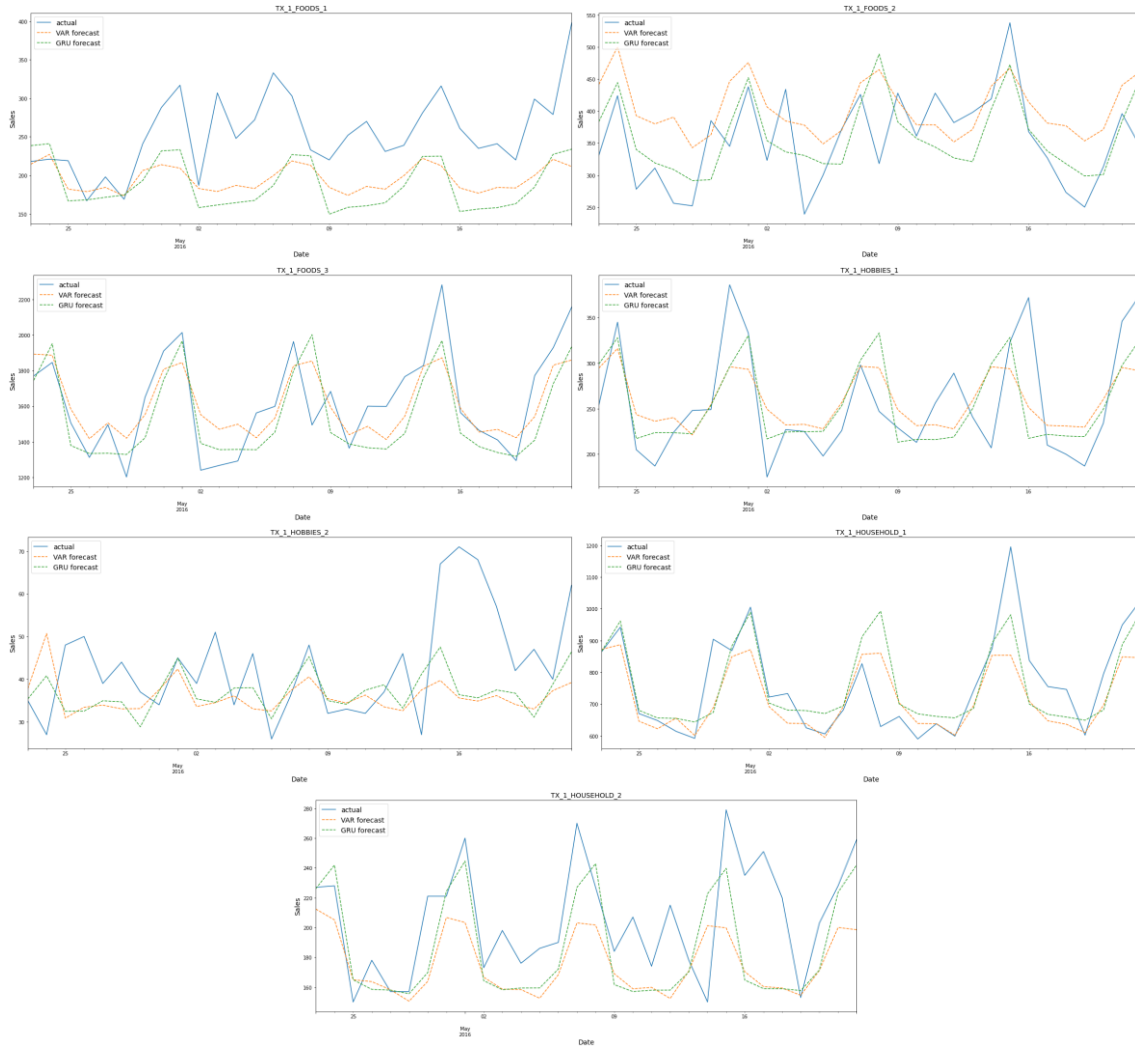 TX_1_FOODS_1
actual
VAR forecast
GRU forecast
Sales
400
350
300
250
200
150
25
02
09
16
May
2016
Date
TX_1_FOODS_2
actual
VAR forecast
GRU forecast
Sales
550
500
450
400
350
300
250
25
02
09
16
May
2016
Date
TX_1_FOODS_3
actual
VAR forecast
GRU forecast
Sales
2200
2000
1800
1600
1400
1200
25
02
09
16
May
2016
Date
TX_1_HOBBIES_1
actual
VAR forecast
GRU forecast
Sales
350
300
250
200
25
02
09
16
May
2016
Date
TX_1_HOBBIES_2
actual
VAR forecast
GRU forecast
Sales
70
60
50
40
30
25
02
09
16
May
2016
Date
TX_1_HOUSEHOLD_1
actual
VAR forecast
GRU forecast
Sales
1200
1100
1000
900
800
700
600
25
02
09
16
May
2016
Date
TX_1_HOUSEHOLD_2
actual
VAR forecast
GRU forecast
Sales
280
260
240
220
200
180
160
25
02
09
16
May
2016
Date